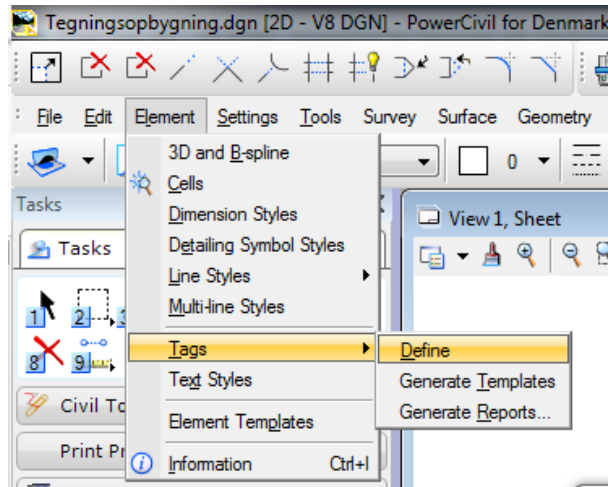 Tegningsopbygning.dgn [2D - V8 DGN] - PowerCivil for Denmark
File Edit Element Settings Tools Survey Surface Geometry
3D and B-spline
0
Cells
Tasks
Dimension Styles
View 1, Sheet
Tasks
Detailing Symbol Styles
Line Styles
Multi-line Styles
1 2 3
Tags
Define
8 9
Text Styles
Generate Templates
Civil To
Element Templates
Generate Reports...
Print Pr
Information Ctrl+I